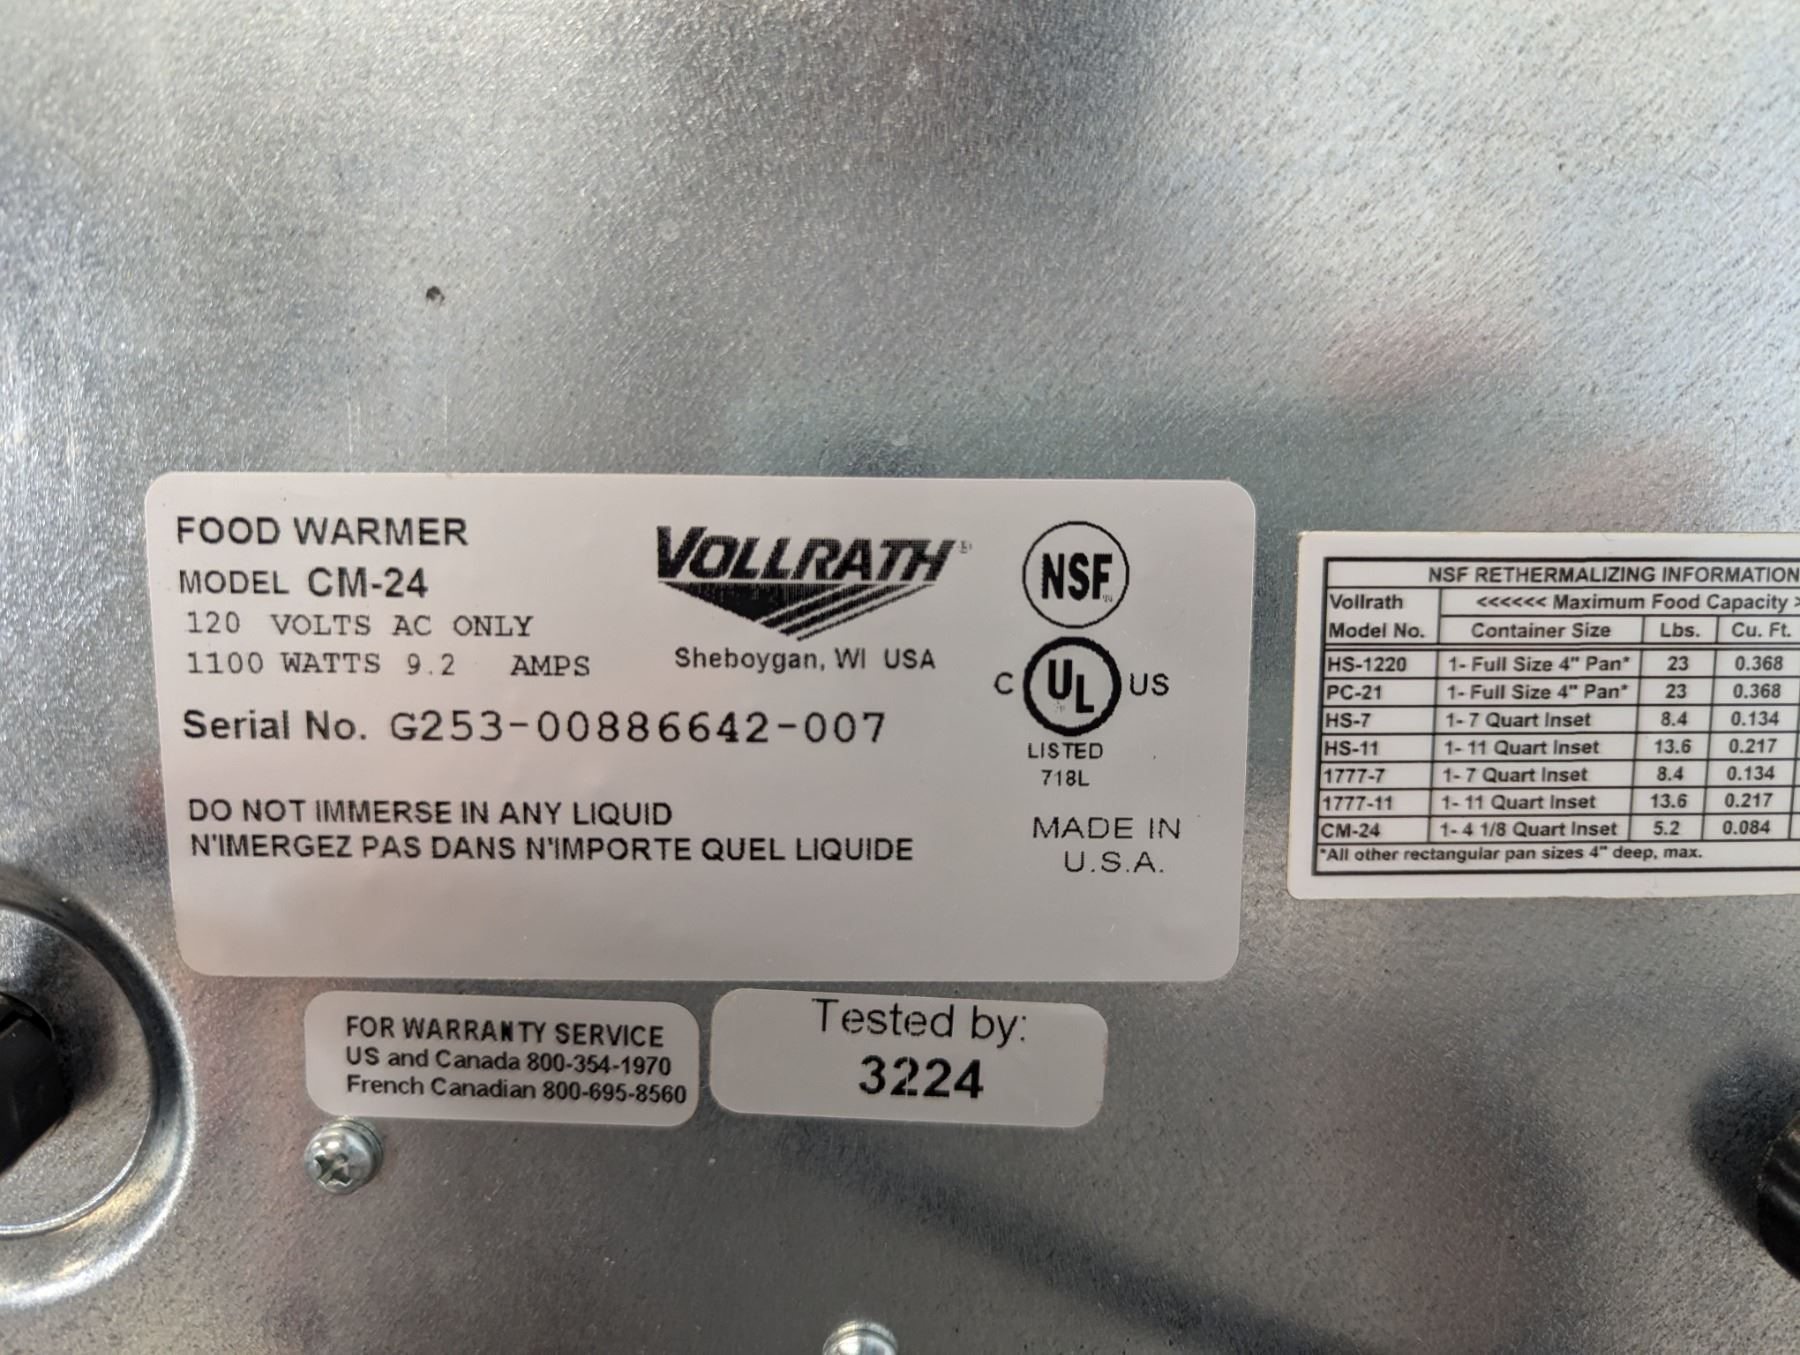 FOOD WARMER
MODEL CM-24
120 VOLTS AC ONLY
1100 WATTS 9.2 AMPS
Serial No. G253-00886642-007
DO NOT IMMERSE IN ANY LIQUID
N'IMERGEZ PAS DANS N'IMPORTE QUEL LIQUIDE
VOLLRATH®
Sheboygan, WI USA
NSF
C UL US
LISTED
718L
MADE IN
U.S.A.
NSF RETHERMALIZING INFORMATION
Vollrath <<<<<< Maximum Food Capacity >
Model No. Container Size Lbs. Cu. Ft.
HS-1220 1- Full Size 4" Pan* 23 0.368
PC-21 1- Full Size 4" Pan* 23 0.368
HS-7 1- 7 Quart Inset 8.4 0.134
HS-11 1- 11 Quart Inset 13.6 0.217
1777-7 1- 7 Quart Inset 8.4 0.134
1777-11 1- 11 Quart Inset 13.6 0.217
CM-24 1- 4 1/8 Quart Inset 5.2 0.084
*All other rectangular pan sizes 4" deep, max.
FOR WARRANTY SERVICE
US and Canada 800-354-1970
French Canadian 800-695-8560
Tested by:
3224